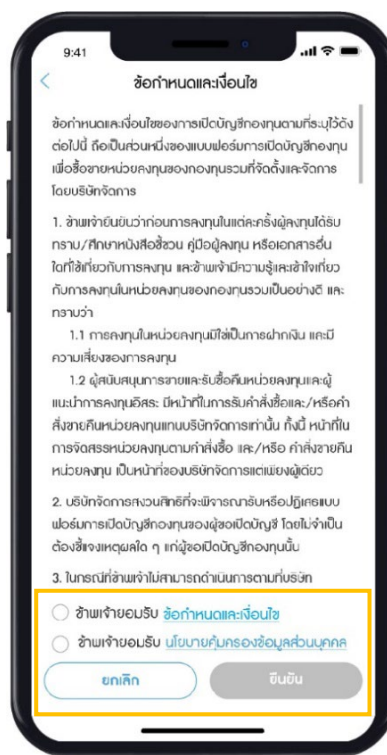 9:41
ข้อกำหนดและเงื่อนไข
ข้อกำหนดและเงื่อนไขของการเปิดบัญชีกองทุนตามที่ระบุไว้ดัง
ต่อไปนี้ ถือเป็นส่วนหนึ่งของแบบฟอร์มการเปิดบัญชีกองทุน
เพื่อซื้อขายหน่วยลงทุนของกองทุนรวมที่จัดตั้งและจัดการ
โดยบริษัทจัดการ
1. ข้าพเจ้ายืนยันว่าก่อนการลงทุนในแต่ละครั้งผู้ลงทุนได้รับ
ทราบ/ศึกษาหนังสือชี้ชวน คู่มือผู้ลงทุน หรือเอกสารอื่น
ใดที่ใช้เกี่ยวกับการลงทุน และข้าพเจ้ามีความรู้และเข้าใจเกี่ยว
กับการลงทุนในหน่วยลงทุนของกองทุนรวมเป็นอย่างดี และ
ทราบว่า
1.1 การลงทุนในหน่วยลงทุนมิใช่เป็นการฝากเงิน และมี
ความเสี่ยงของการลงทุน
1.2 ผู้สนับสนุนการขายและรับซื้อคืนหน่วยลงทุนและผู้
แนะนำการลงทุนอิสระ มีหน้าที่ในการรับคำสั่งซื้อและ/หรือคำ
สั่งขายคืนหน่วยลงทุนแทนบริษัทจัดการเท่านั้น ทั้งนี้ หน้าที่ใน
การจัดสรรหน่วยลงทุนตามคำสั่งซื้อ และ/หรือ คำสั่งขายคืน
หน่วยลงทุน เป็นหน้าที่ของบริษัทจัดการแต่เพียงผู้เดียว
2. บริษัทจัดการสงวนสิทธิที่จะพิจารณารับหรือปฏิเสธแบบ
ฟอร์มการเปิดบัญชีกองทุนของผู้ขอเปิดบัญชี โดยไม่จำเป็น
ต้องชี้แจงเหตุผลใด ๆ แก่ผู้ขอเปิดบัญชีกองทุนนั้น
3. ในกรณีที่ข้าพเจ้าไม่สามารถดำเนินการตามที่บริษัท
ข้าพเจ้ายอมรับ ข้อกำหนดและเงื่อนไข
ข้าพเจ้ายอมรับ นโยบายคุ้มครองข้อมูลส่วนบุคคล
ยกเลิก
ยืนยัน